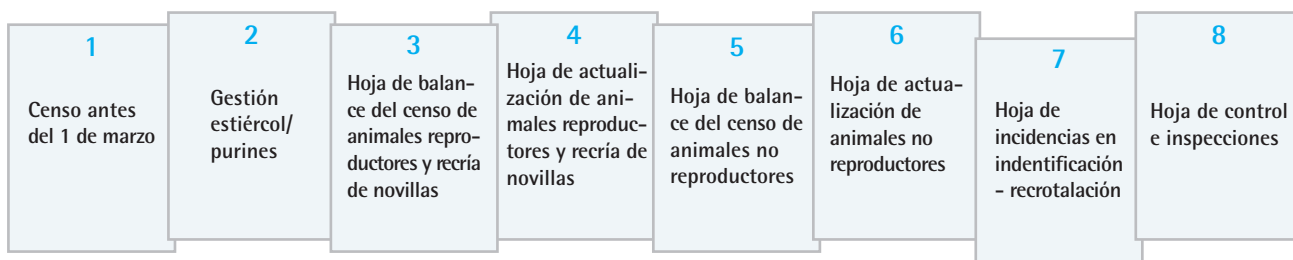 1
Censo antes
del 1 de marzo
2
Gestión
estiércol/
purines
3
Hoja de balan-
ce del censo de
animales repro-
ductores y recría
de novillas
4
Hoja de actuali-
zación de ani-
males reproduc-
tores y recría de
novillas
5
Hoja de balan-
ce del censo de
animales no
reproductores
6
Hoja de actua-
lización de
animales no
reproductores
7
Hoja de
incidencias en
indentificación
- recrotalación
8
Hoja de control
e inspecciones